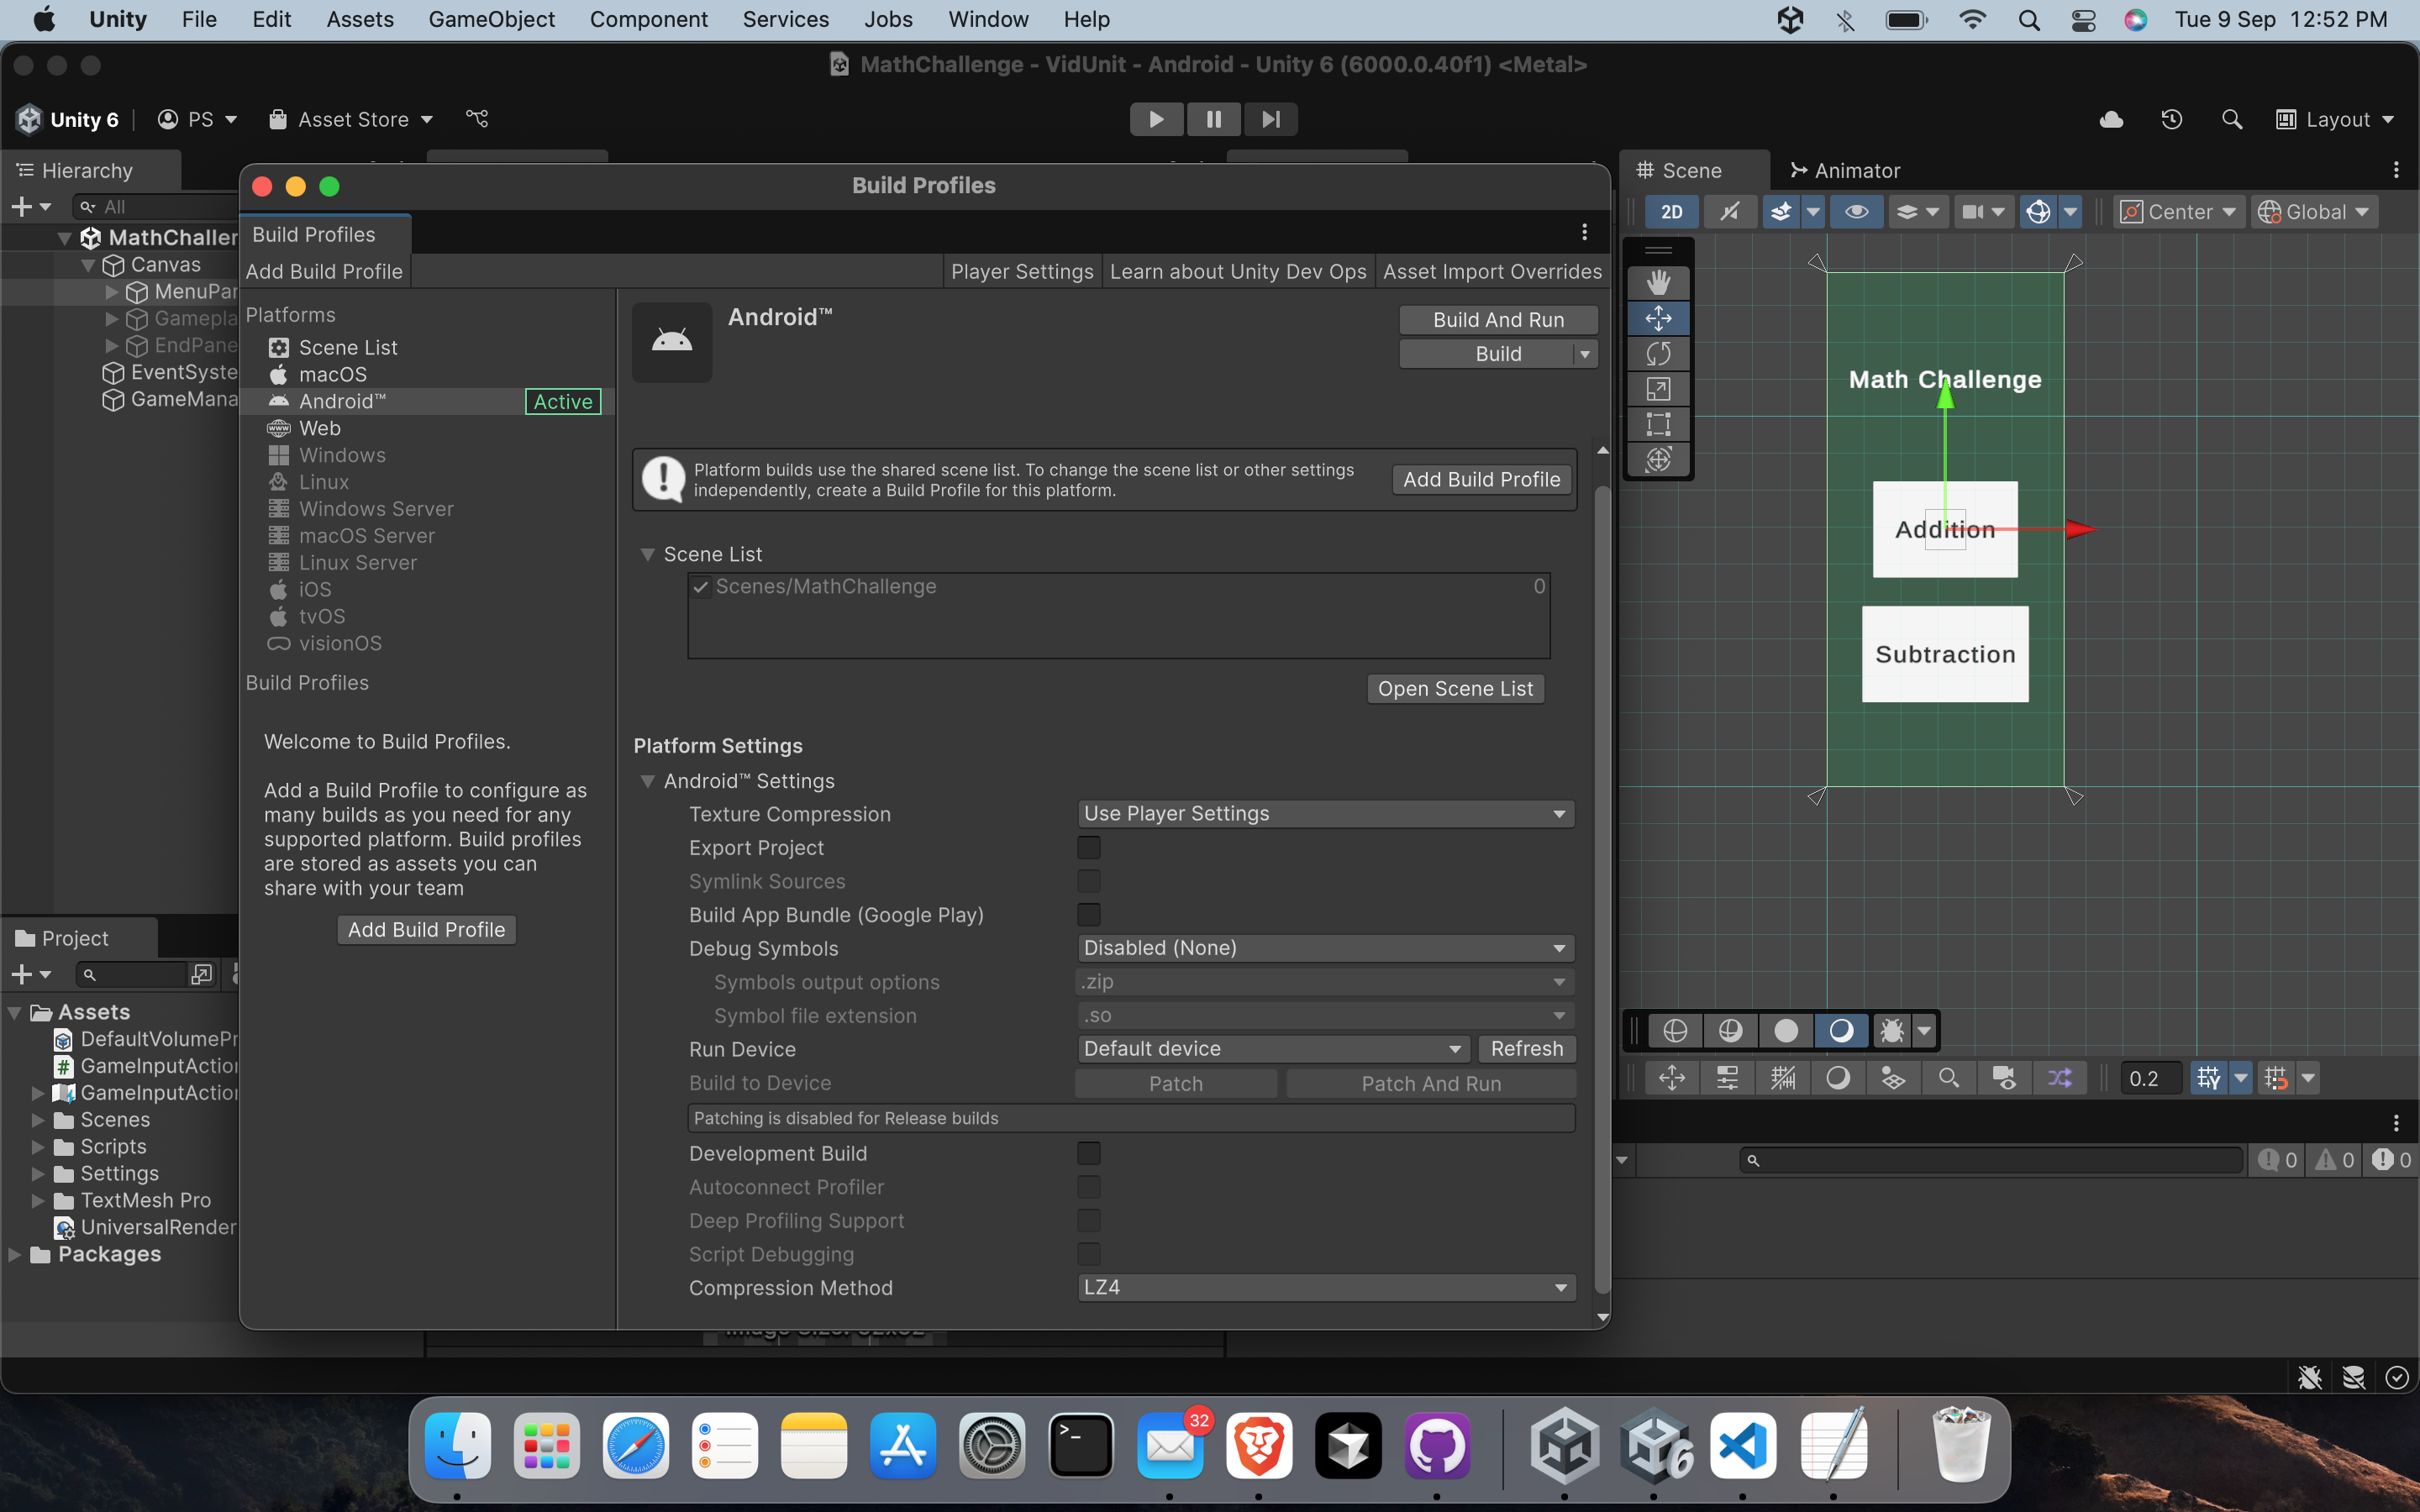 Unity File Edit Assets GameObject Component Services Jobs Window Help Tue 9 Sep 12:52 PM
MathChallenge - VidUnit - Android - Unity 6 (6000.0.40f1) <Metal>
Unity 6 PS Asset Store Layout
Hierarchy
All
MathChaller
Canvas
MenuPar
Gamepla
EndPane
EventSyste
GameMana
Build Profiles
Build Profiles
Add Build Profile Player Settings Learn about Unity Dev Ops Asset Import Overrides
Platforms
Scene List
macOS
Android™ Active
Web
Windows
Linux
Windows Server
macOS Server
Linux Server
iOS
tvOS
visionOS
Build Profiles
Welcome to Build Profiles.
Add a Build Profile to configure as
many builds as you need for any
supported platform. Build profiles
are stored as assets you can
share with your team
Add Build Profile
Android™
Build And Run
Build
Platform builds use the shared scene list. To change the scene list or other settings
independently, create a Build Profile for this platform.
Add Build Profile
Scene List
Scenes/MathChallenge 0
Open Scene List
Platform Settings
Android™ Settings
Texture Compression Use Player Settings
Export Project
Symlink Sources
Build App Bundle (Google Play)
Debug Symbols Disabled (None)
Symbols output options .zip
Symbol file extension .so
Run Device Default device Refresh
Build to Device Patch Patch And Run
Patching is disabled for Release builds
Development Build
Autoconnect Profiler
Deep Profiling Support
Script Debugging
Compression Method LZ4
Scene Animator
2D Center Global
Math Challenge
Addition
Subtraction
0.2
0 0 0
Project
Assets
DefaultVolumePr
GameInputAction
GameInputAction
Scenes
Scripts
Settings
TextMesh Pro
UniversalRender
Packages
32
6